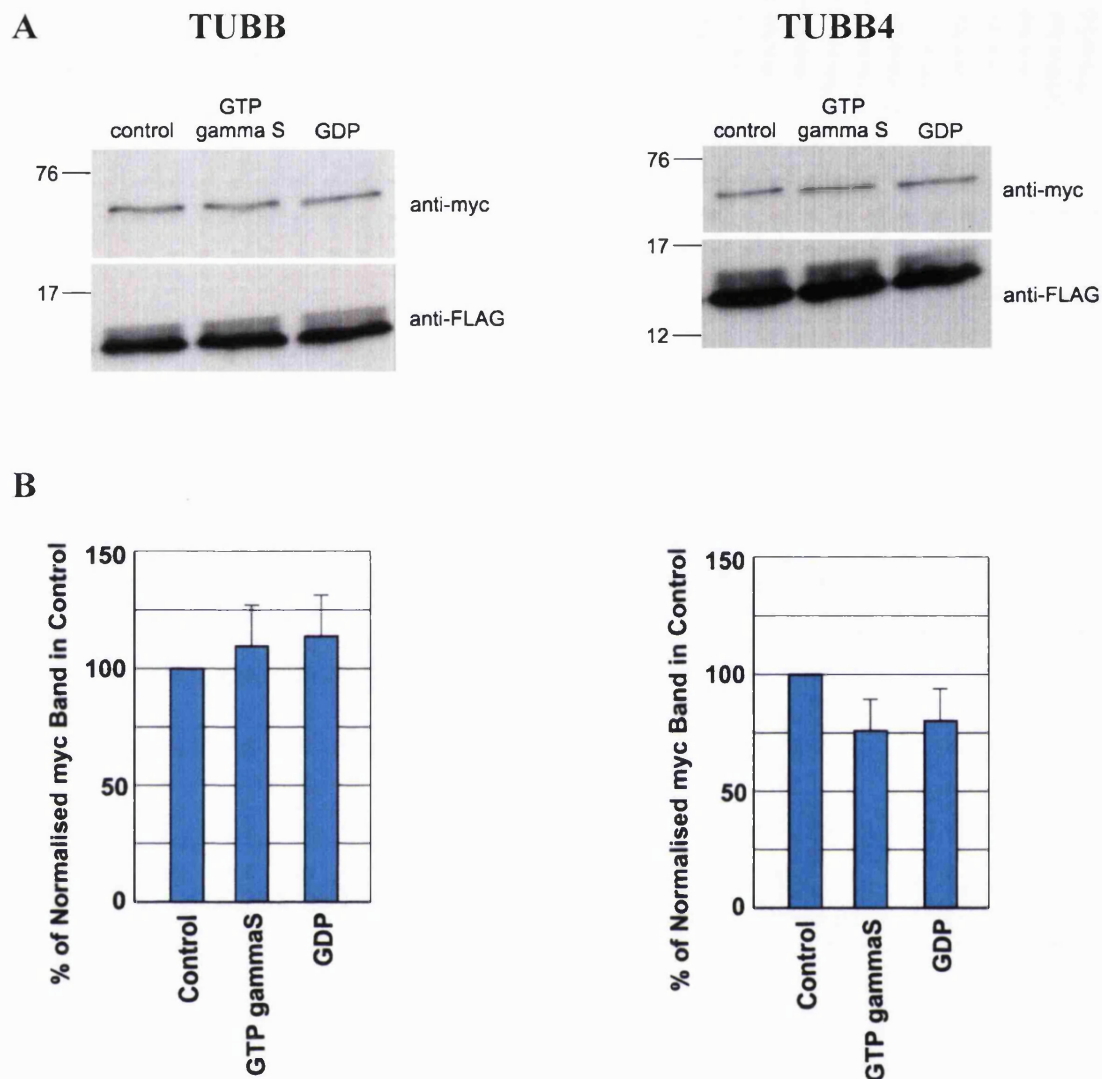 A
TUBB
TUBB4
control
GTP
gamma S
GDP
76
anti-myc
17
anti-FLAG
control
GTP
gamma S
GDP
76
anti-myc
17
anti-FLAG
12
B
% of Normalised myc Band in Control
150
100
50
0
Control
GTP gammaS
GDP
% of Normalised myc Band in Control
150
100
50
0
Control
GTP gammaS
GDP